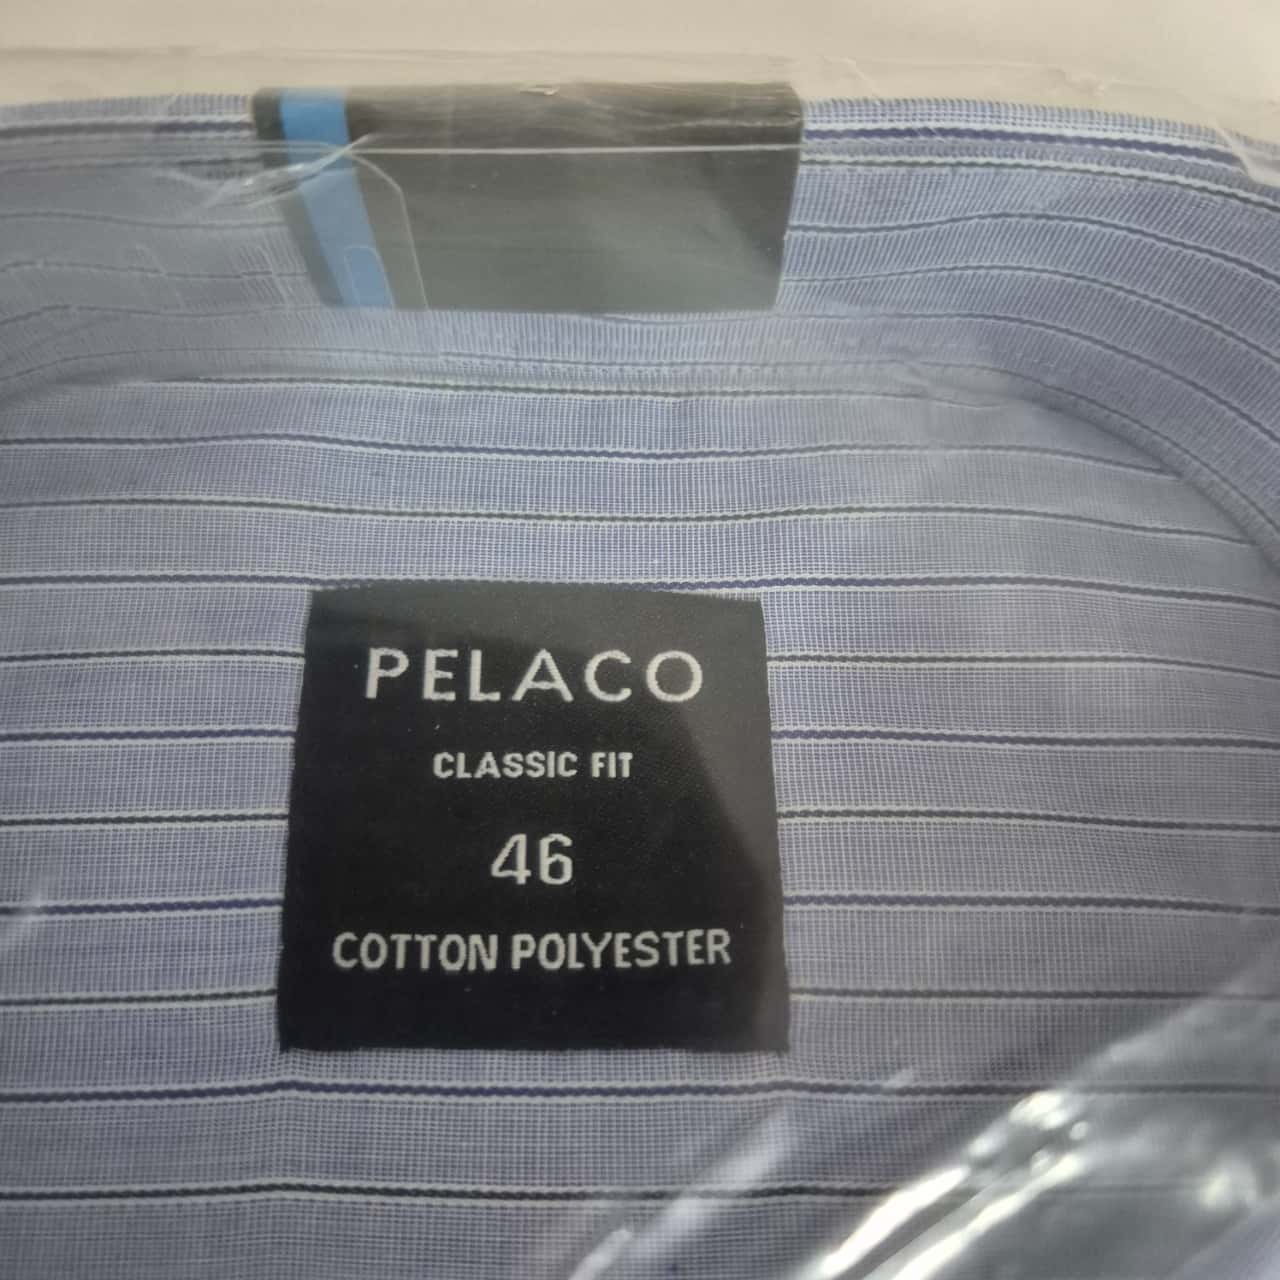 PELACO
CLASSIC FIT
46
COTTON POLYESTER